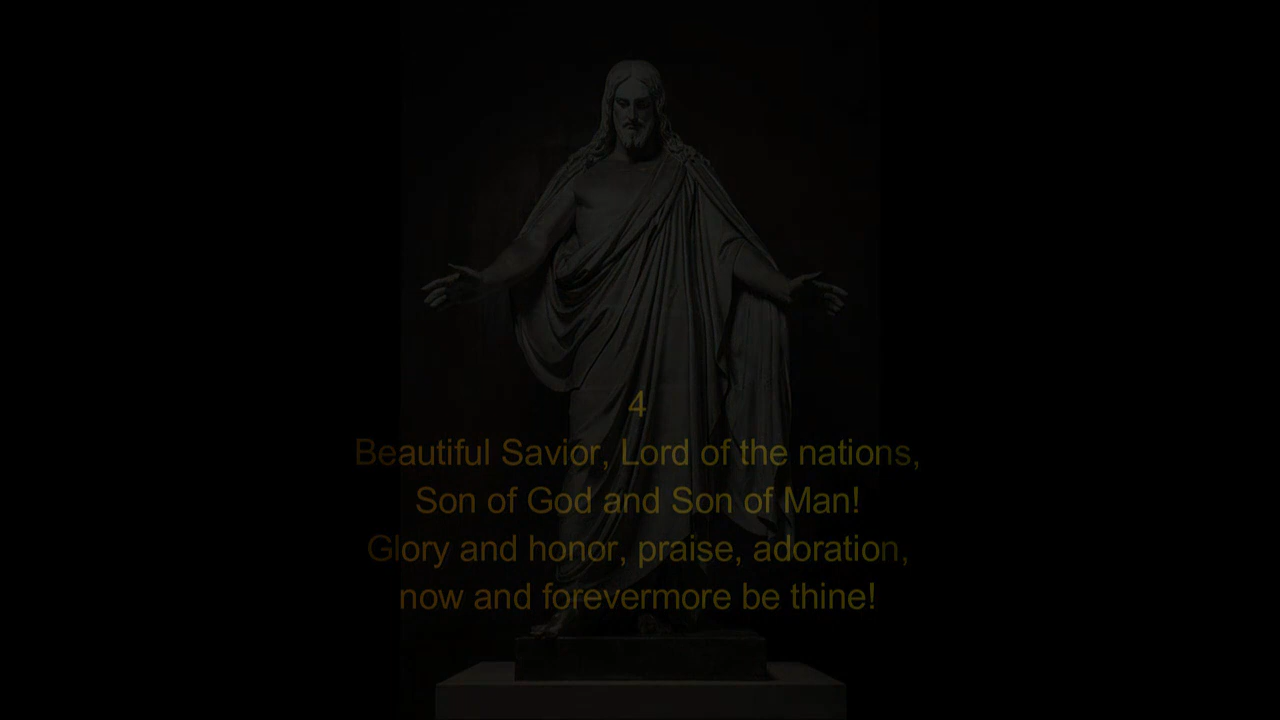 4
Beautiful Savior, Lord of the nations,
Son of God and Son of Man!
Glory and honor, praise, adoration,
now and forevermore be thine!